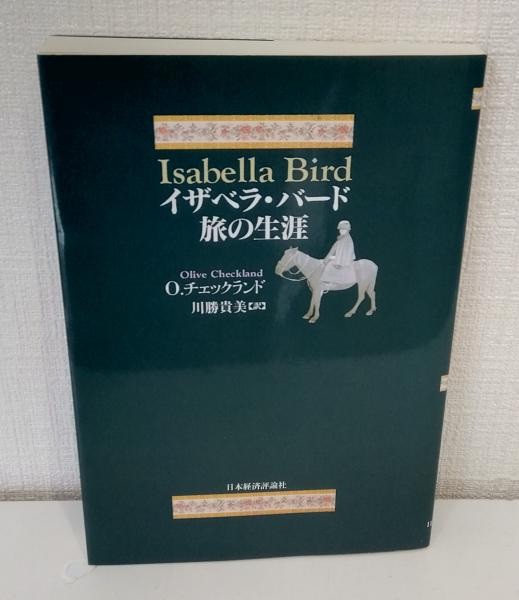 Isabella Bird
イザベラ・バード
旅の生涯
Olive Checkland
O.チェックランド
川勝貴美【訳】
日本経済評論社